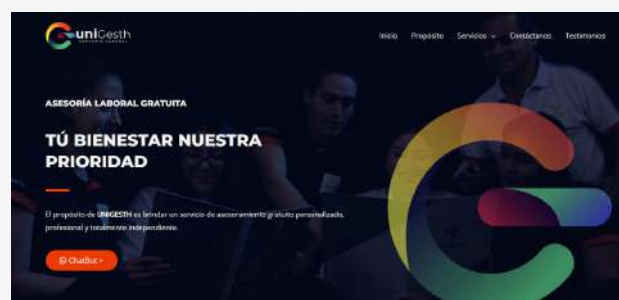 uniGesth
Inicio Propósito Servicios Contáctanos Testimonios
ASESORÍA LABORAL GRATUITA
TÚ BIENESTAR NUESTRA
PRIORIDAD
El propósito de UNIGESTH es brindar un servicio de asesoramiento gratuito personalizado,
profesional y totalmente independiente.
ChatBot >